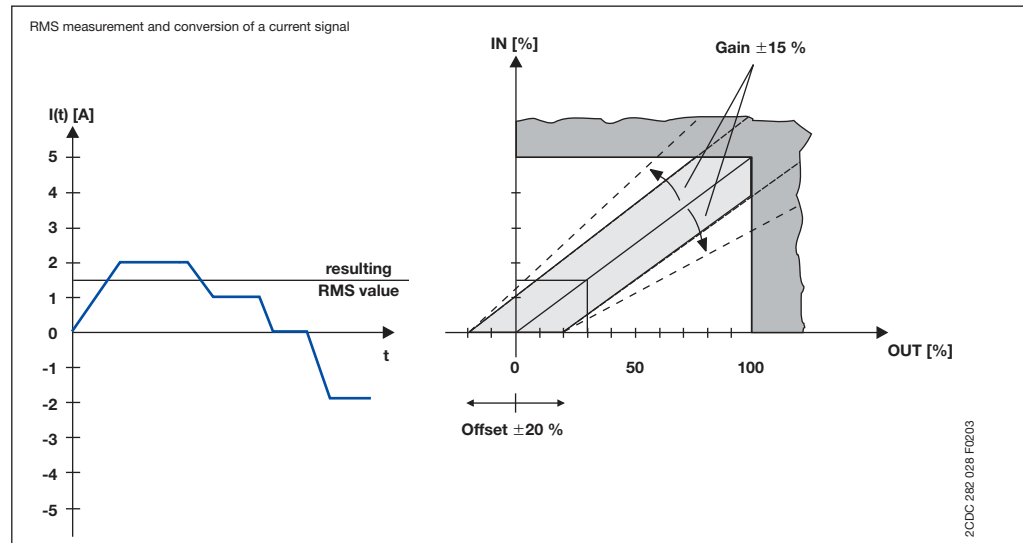 RMS measurement and conversion of a current signal
I(t) [A]
5
4
3
2
1
0
-1
-2
-3
-4
-5
resulting
RMS value
t
IN [%]
Gain ±15 %
0
50
100
OUT [%]
Offset ±20 %
2CDC 282 028 F0203